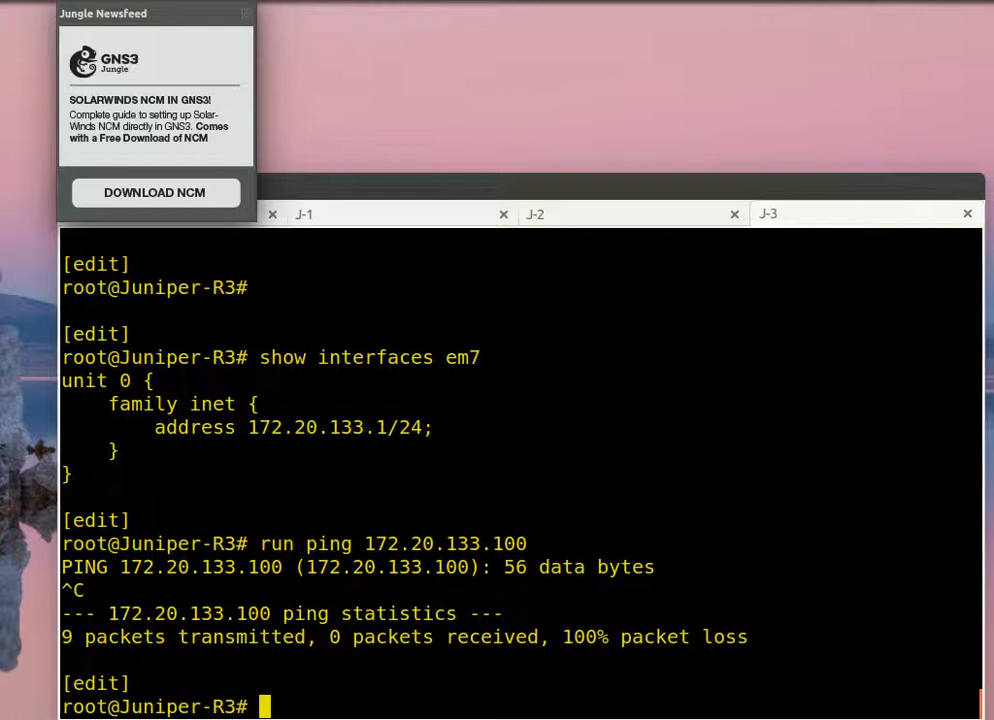 Jungle Newsfeed
GNS3
Jungle
SOLARWINDS NCM IN GNS3!
Complete guide to setting up Solar-
Winds NCM directly in GNS3. Comes
with a Free Download of NCM
DOWNLOAD NCM
J-1
J-2
J-3
[edit]
root@Juniper-R3#
[edit]
root@Juniper-R3# show interfaces em7
unit 0 {
    family inet {
        address 172.20.133.1/24;
    }
}
[edit]
root@Juniper-R3# run ping 172.20.133.100
PING 172.20.133.100 (172.20.133.100): 56 data bytes
^C
--- 172.20.133.100 ping statistics ---
9 packets transmitted, 0 packets received, 100% packet loss
[edit]
root@Juniper-R3#